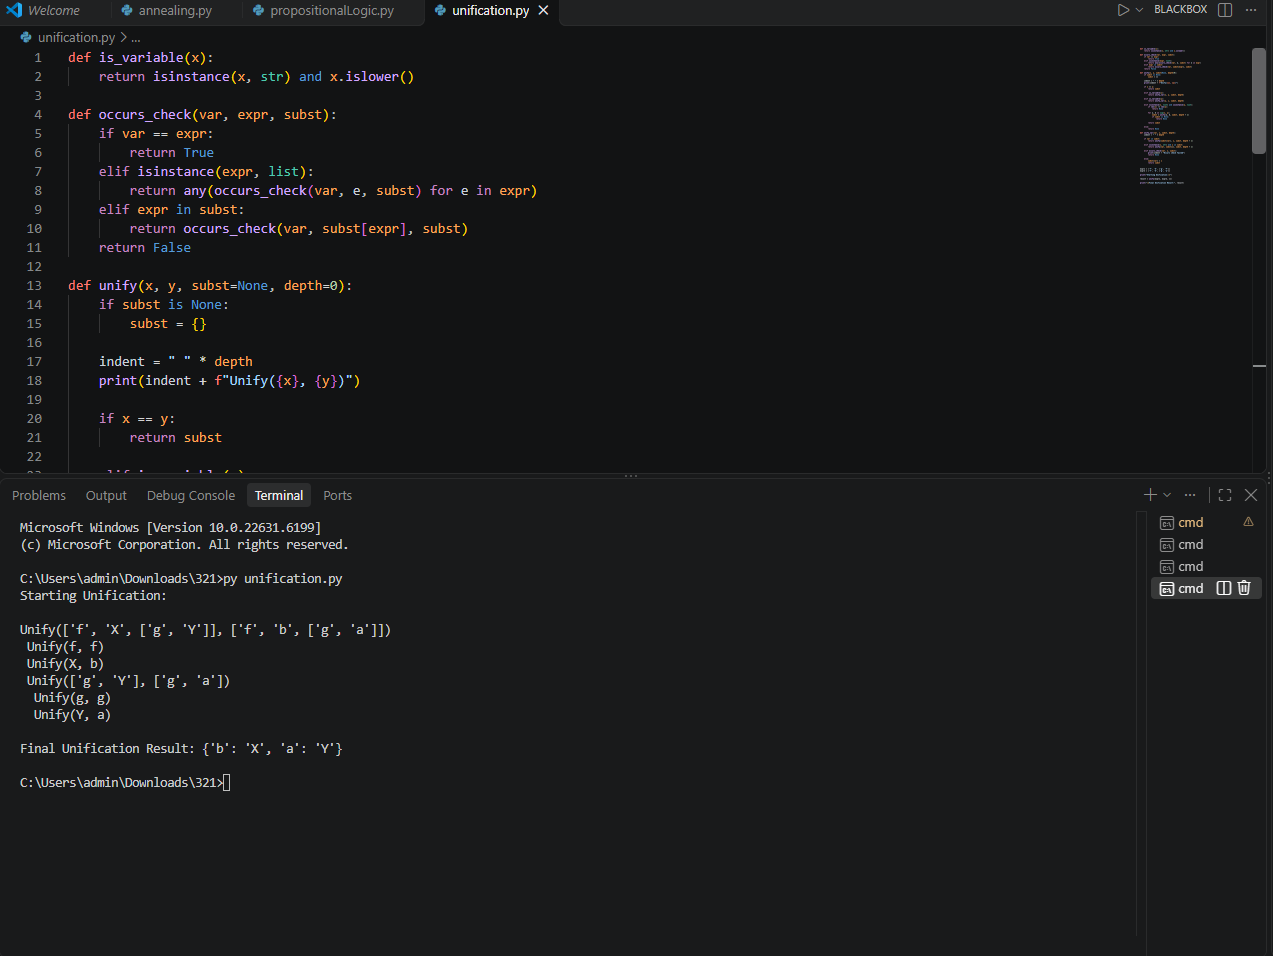 Welcome
annealing.py
propositionalLogic.py
unification.py
BLACKBOX
unification.py > ...
1 def is_variable(x):
2 return isinstance(x, str) and x.islower()
3
4 def occurs_check(var, expr, subst):
5 if var == expr:
6 return True
7 elif isinstance(expr, list):
8 return any(occurs_check(var, e, subst) for e in expr)
9 elif expr in subst:
10 return occurs_check(var, subst[expr], subst)
11 return False
12
13 def unify(x, y, subst=None, depth=0):
14 if subst is None:
15 subst = {}
16
17 indent = " " * depth
18 print(indent + f"Unify({x}, {y})")
19
20 if x == y:
21 return subst
22
Problems Output Debug Console Terminal Ports
Microsoft Windows [Version 10.0.22631.6199]
(c) Microsoft Corporation. All rights reserved.
C:\Users\admin\Downloads\321>py unification.py
Starting Unification:
Unify(['f', 'X', ['g', 'Y']], ['f', 'b', ['g', 'a']])
Unify(f, f)
Unify(X, b)
Unify(['g', 'Y'], ['g', 'a'])
Unify(g, g)
Unify(Y, a)
Final Unification Result: {'b': 'X', 'a': 'Y'}
C:\Users\admin\Downloads\321>
cmd
cmd
cmd
cmd